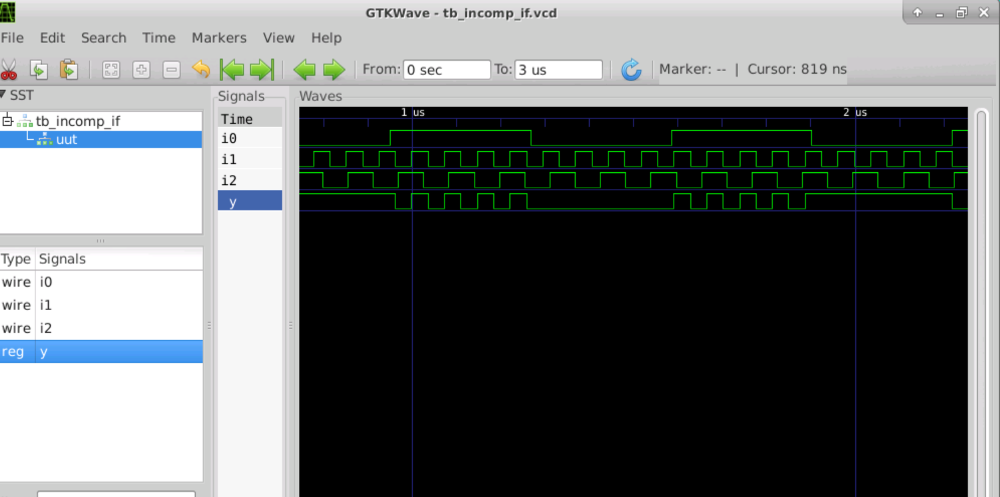 GTKWave - tb_incomp_if.vcd
File Edit Search Time Markers View Help
From: 0 sec To: 3 us Marker: -- | Cursor: 819 ns
SST
tb_incomp_if
uut
Type Signals
wire i0
wire i1
wire i2
reg y
Signals
Time
i0
i1
i2
y
Waves
1 us 2 us